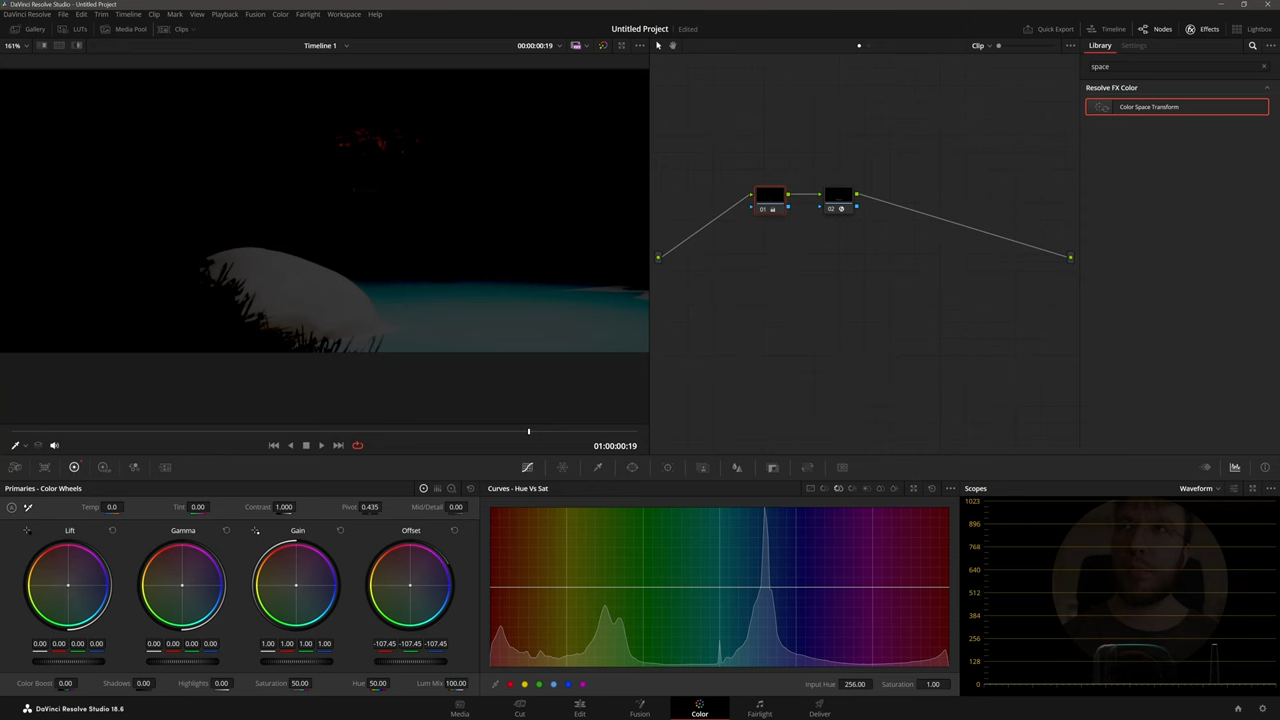 DaVinci Resolve Studio - Untitled Project
DaVinci Resolve File Edit Trim Timeline Clip Mark View Playback Fusion Color Fairlight Workspace Help
Gallery LUTs Media Pool Clips Untitled Project Edited Quick Export Timeline Nodes Effects Lightbox
161% Timeline 1 00:00:00:19 Clip Library Settings
space
Resolve FX Color
Color Space Transform
01 02
01:00:00:19
Primaries - Color Wheels Curves - Hue Vs Sat Scopes Waveform
Temp 0.0 Tint 0.00 Contrast 1.000 Pivot 0.435 Mid/Detail 0.00
Lift Gamma Gain Offset
1023
896
768
640
512
384
256
128
0
0.00 0.00 0.00 0.00 0.00 0.00 0.00 0.00 1.00 1.00 1.00 1.00 -107.45 -107.45 -107.45
Color Boost 0.00 Shadows 0.00 Highlights 0.00 Saturation 50.00 Hue 50.00 Lum Mix 100.00 Input Hue 256.00 Saturation 1.00
DaVinci Resolve Studio 18.6
Media Cut Edit Fusion Color Fairlight Deliver